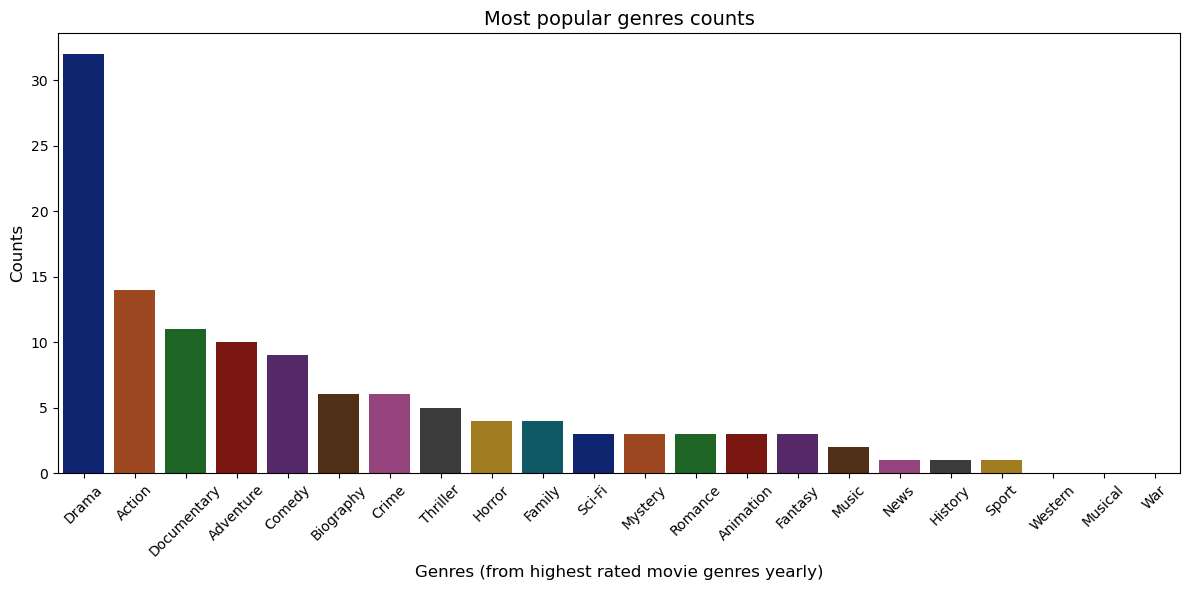 Most popular genres counts
Counts
30
25
20
15
10
5
0
Drama
Action
Documentary
Adventure
Comedy
Biography
Crime
Thriller
Horror
Family
Sci-Fi
Mystery
Romance
Animation
Fantasy
Music
News
History
Sport
Western
Musical
War
Genres (from highest rated movie genres yearly)